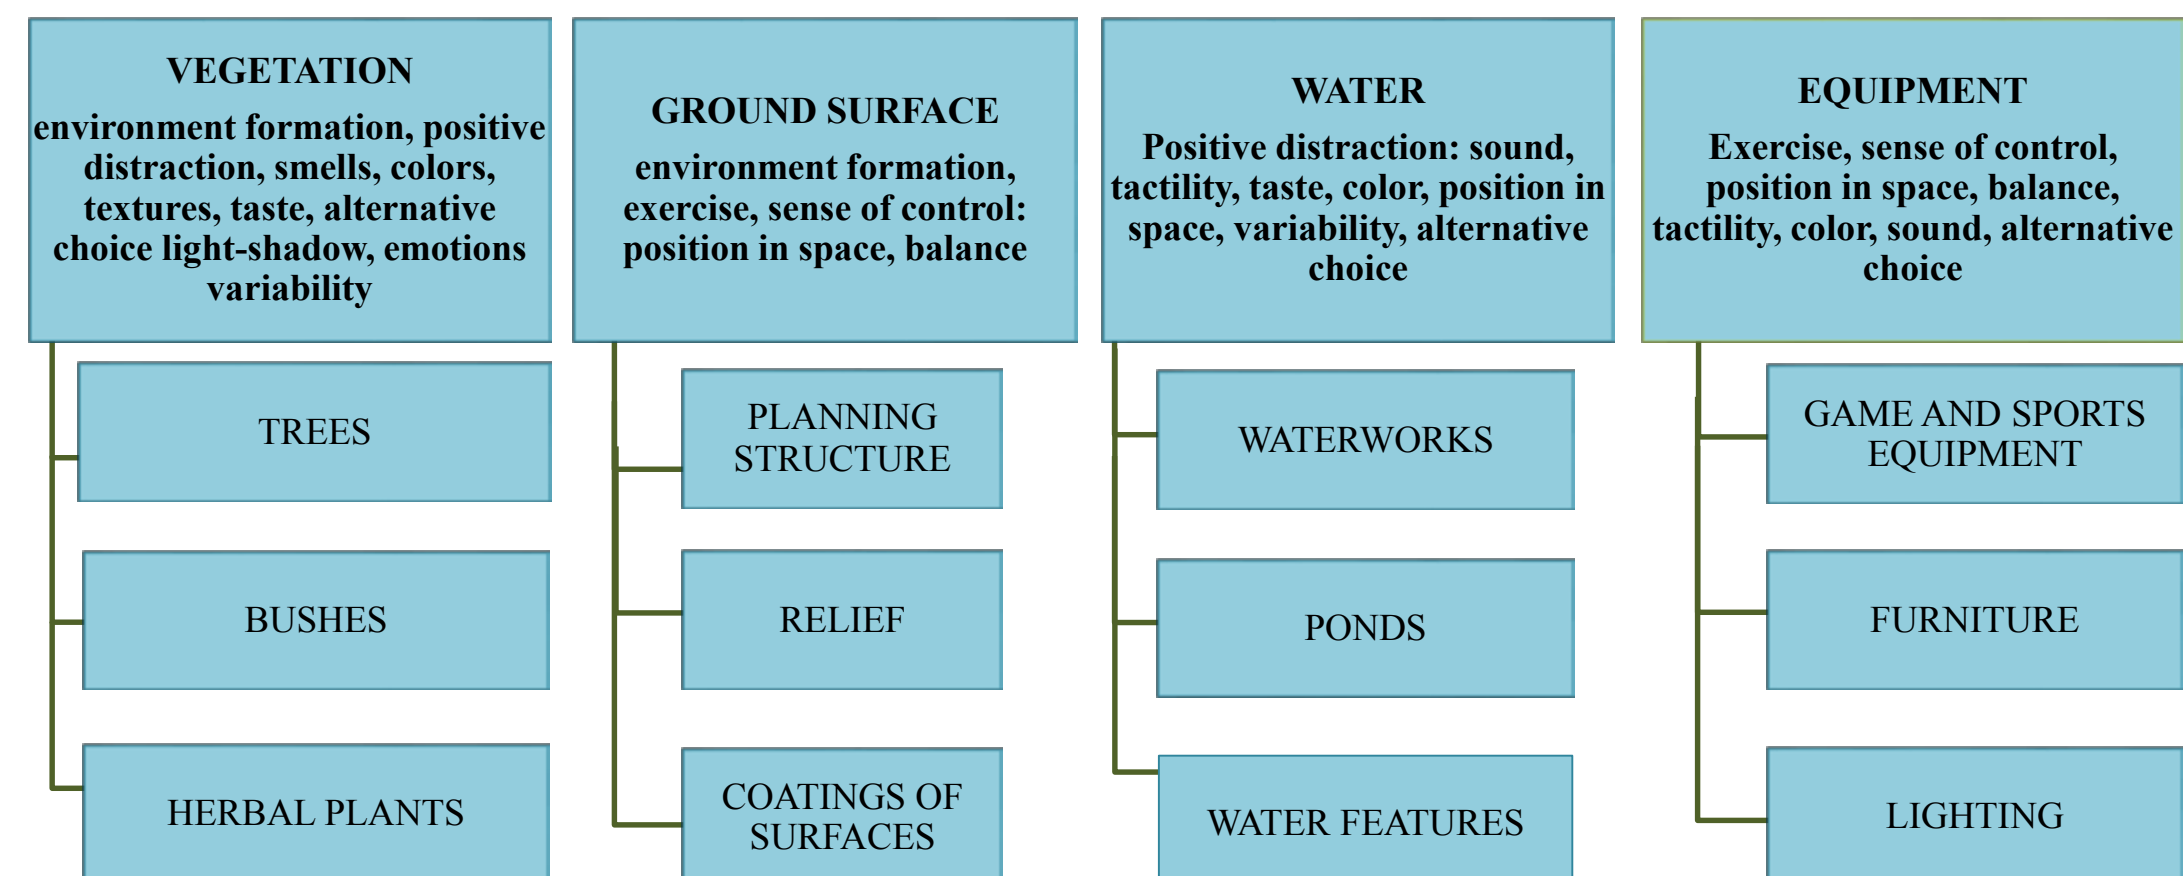 VEGETATION
environment formation, positive
distraction, smells, colors,
textures, taste, alternative
choice light-shadow, emotions
variability
TREES
BUSHES
HERBAL PLANTS
GROUND SURFACE
environment formation,
exercise, sense of control:
position in space, balance
PLANNING
STRUCTURE
RELIEF
COATINGS OF
SURFACES
WATER
Positive distraction: sound,
tactility, taste, color, position in
space, variability, alternative
choice
WATERWORKS
PONDS
WATER FEATURES
EQUIPMENT
Exercise, sense of control,
position in space, balance,
tactility, color, sound, alternative
choice
GAME AND SPORTS
EQUIPMENT
FURNITURE
LIGHTING